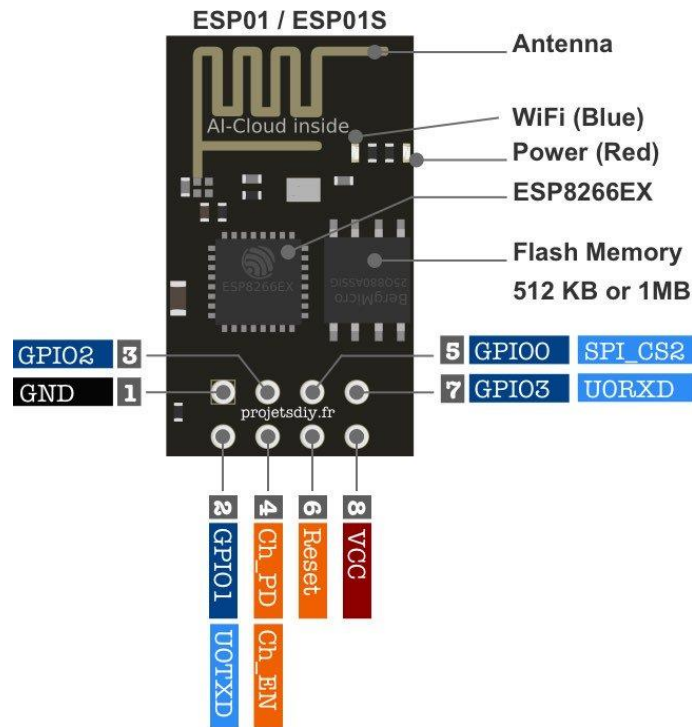 ESP01 / ESP01S
Antenna
AI-Cloud inside
WiFi (Blue)
Power (Red)
ESP8266EX
ESP8266EX
BergMicro
25Q80ASSIG
Flash Memory
512 KB or 1MB
GPIO2 3
GND 1
5 GPIO0 SPI_CS2
7 GPIO3 U0RXD
projetsdiy.fr
2 GPIO1 U0TXD
4 Ch_PD Ch_EN
6 Reset
8 VCC